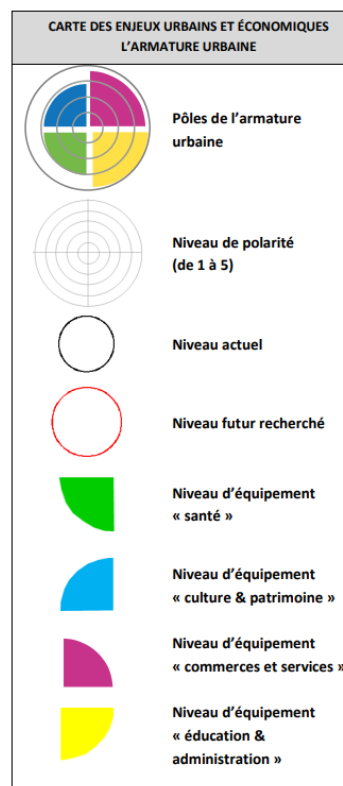 CARTE DES ENJEUX URBAINS ET ÉCONOMIQUES
L'ARMATURE URBAINE
Pôles de l'armature
urbaine
Niveau de polarité
(de 1 à 5)
Niveau actuel
Niveau futur recherché
Niveau d'équipement
« santé »
Niveau d'équipement
« culture & patrimoine »
Niveau d'équipement
« commerces et services »
Niveau d'équipement
« éducation &
administration »